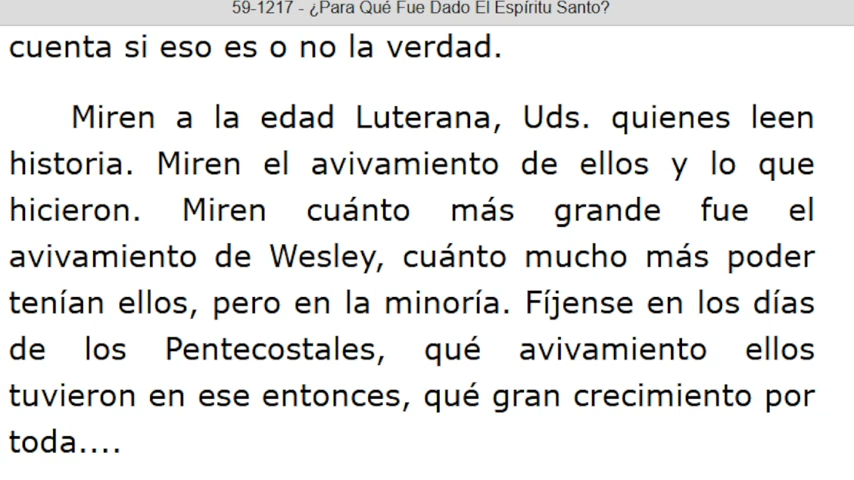 59-1217 - ¿Para Qué Fue Dado El Espíritu Santo?
cuenta si eso es o no la verdad.
Miren a la edad Luterana, Uds. quienes leen
historia. Miren el avivamiento de ellos y lo que
hicieron. Miren cuánto más grande fue el
avivamiento de Wesley, cuánto mucho más poder
tenían ellos, pero en la minoría. Fíjense en los días
de los Pentecostales, qué avivamiento ellos
tuvieron en ese entonces, qué gran crecimiento por
toda....